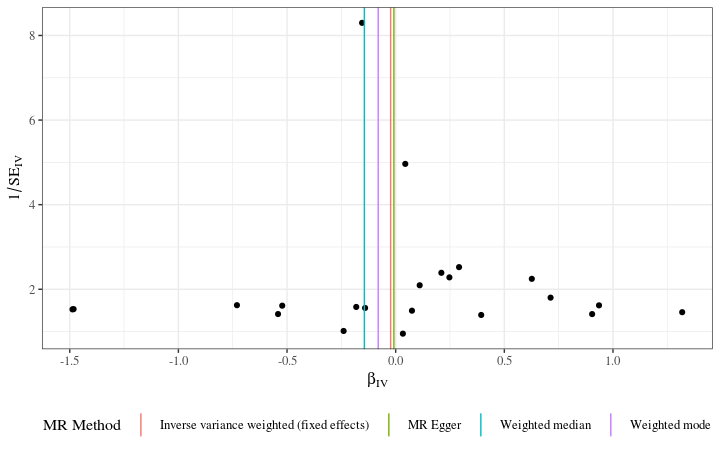 8
6
4
2
1/SE_IV
-1.5 -1.0 -0.5 0.0 0.5 1.0
β_IV
MR Method Inverse variance weighted (fixed effects) MR Egger Weighted median Weighted mode